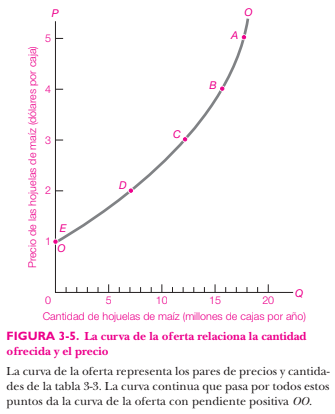 P
O
5
A
4
B
3
C
2
D
1
E
O
Precio de las hojuelas de maíz (dólares por caja)
0
5
10
15
20
Q
Cantidad de hojuelas de maíz (millones de cajas por año)
FIGURA 3-5. La curva de la oferta relaciona la cantidad
ofrecida y el precio
La curva de la oferta representa los pares de precios y cantida-
des de la tabla 3-3. La curva continua que pasa por todos estos
puntos da la curva de la oferta con pendiente positiva OO.